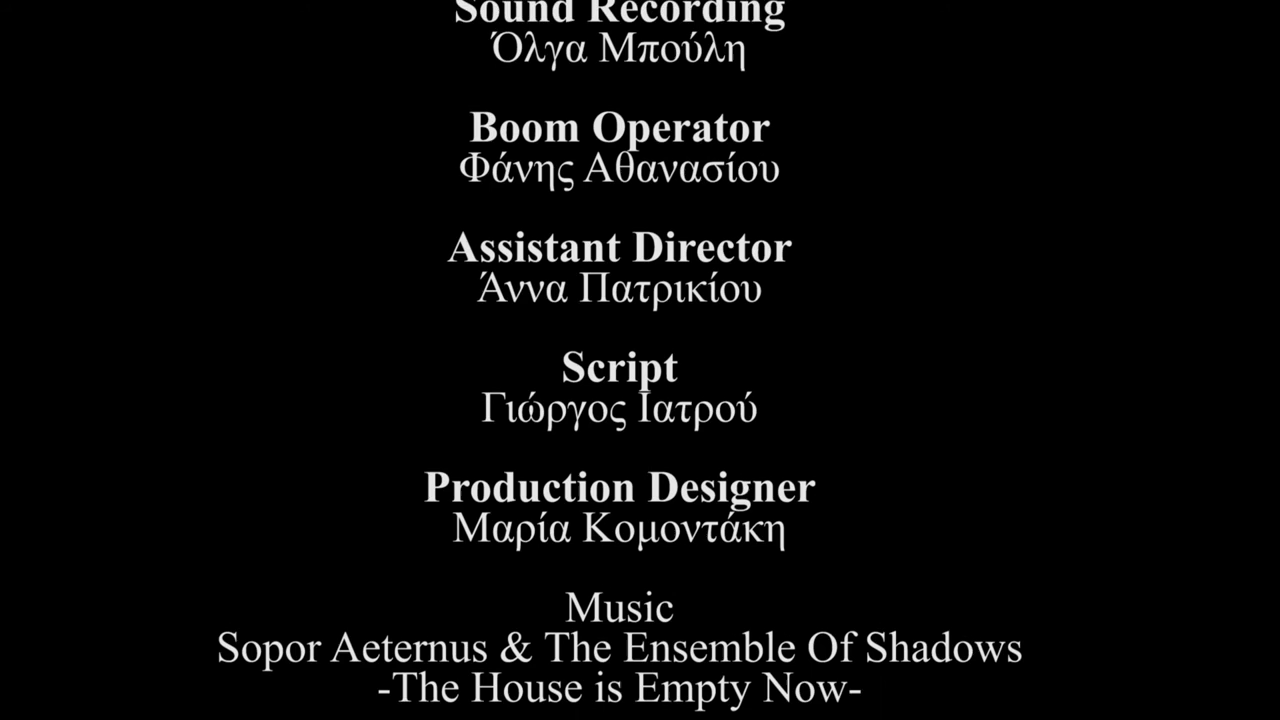 Sound Recording
Όλγα Μπούλη
Boom Operator
Φάνης Αθανασίου
Assistant Director
Άννα Πατρικίου
Script
Γιώργος Ιατρού
Production Designer
Μαρία Κομοντάκη
Music
Sopor Aeternus & The Ensemble Of Shadows
-The House is Empty Now-